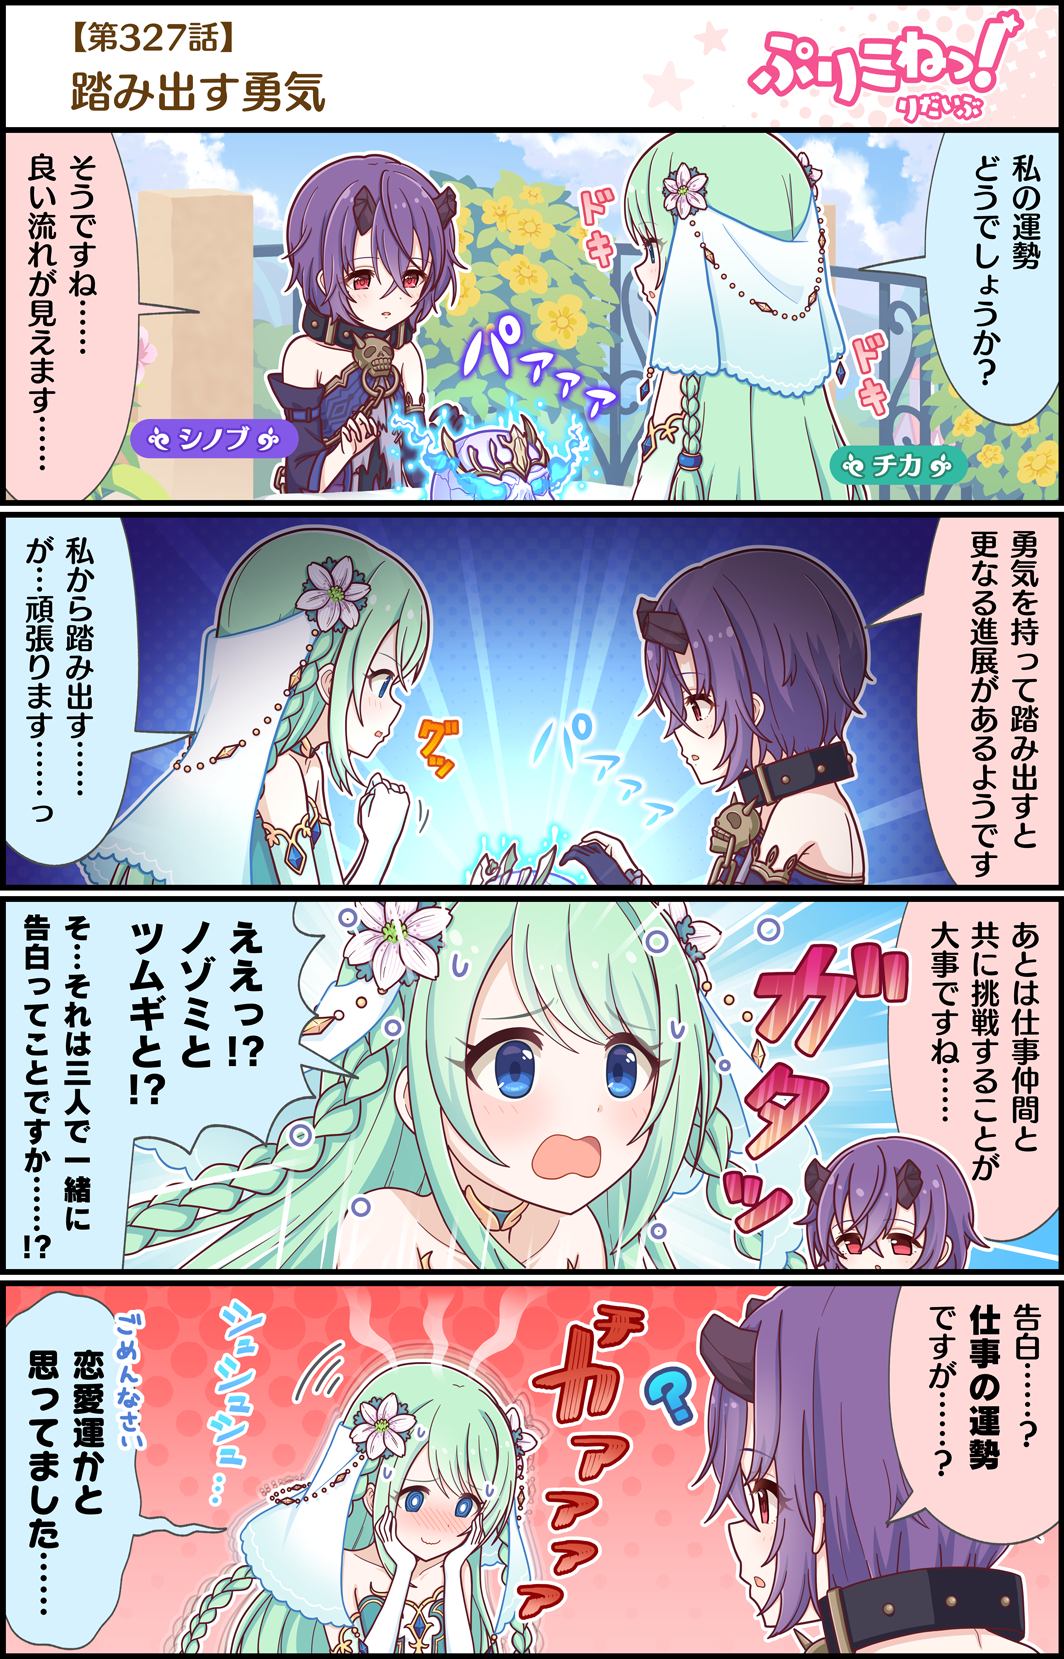 【第327話】
踏み出す勇気
ぷりこねっ!
りだいぶ
私の運勢
どうでしょうか?
ドキ
ドキ
パァァァ
そうですね……
良い流れが見えます……
シノブ
チカ
勇気を持って踏み出すと
更なる進展があるようです
パァァァァ
グッ
私から踏み出す……
が…頑張ります……っ
あとは仕事仲間と
共に挑戦することが
大事ですね……
ガタタッ
ええっ!?
ノゾミと
ツムギと!?
そ…それは三人で一緒に
告白ってことですか……!?
告白……?
仕事の運勢
ですが……?
?
チカァァァァァ
シュシュシュシュ…
ごめんなさい
恋愛運かと
思ってました……